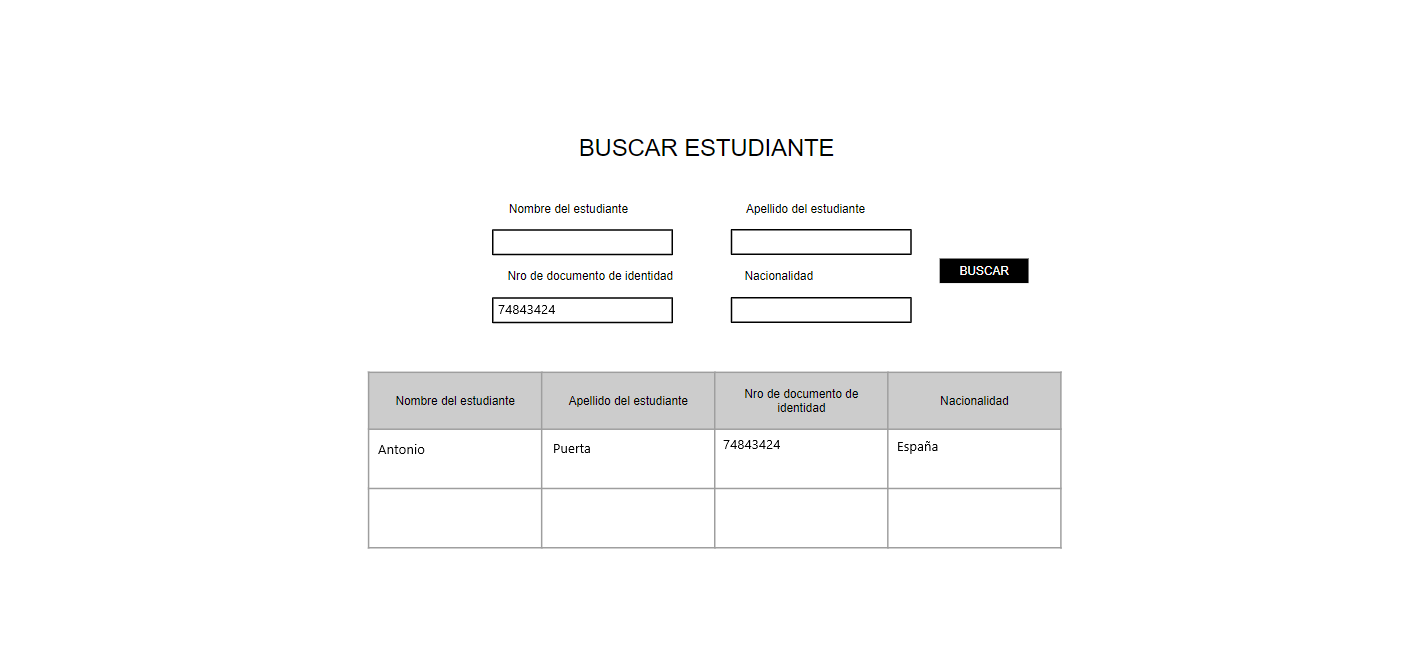 BUSCAR ESTUDIANTE
Nombre del estudiante
Apellido del estudiante
Nro de documento de identidad
Nacionalidad
BUSCAR
74843424
Nombre del estudiante
Apellido del estudiante
Nro de documento de
identidad
Nacionalidad
Antonio
Puerta
74843424
España